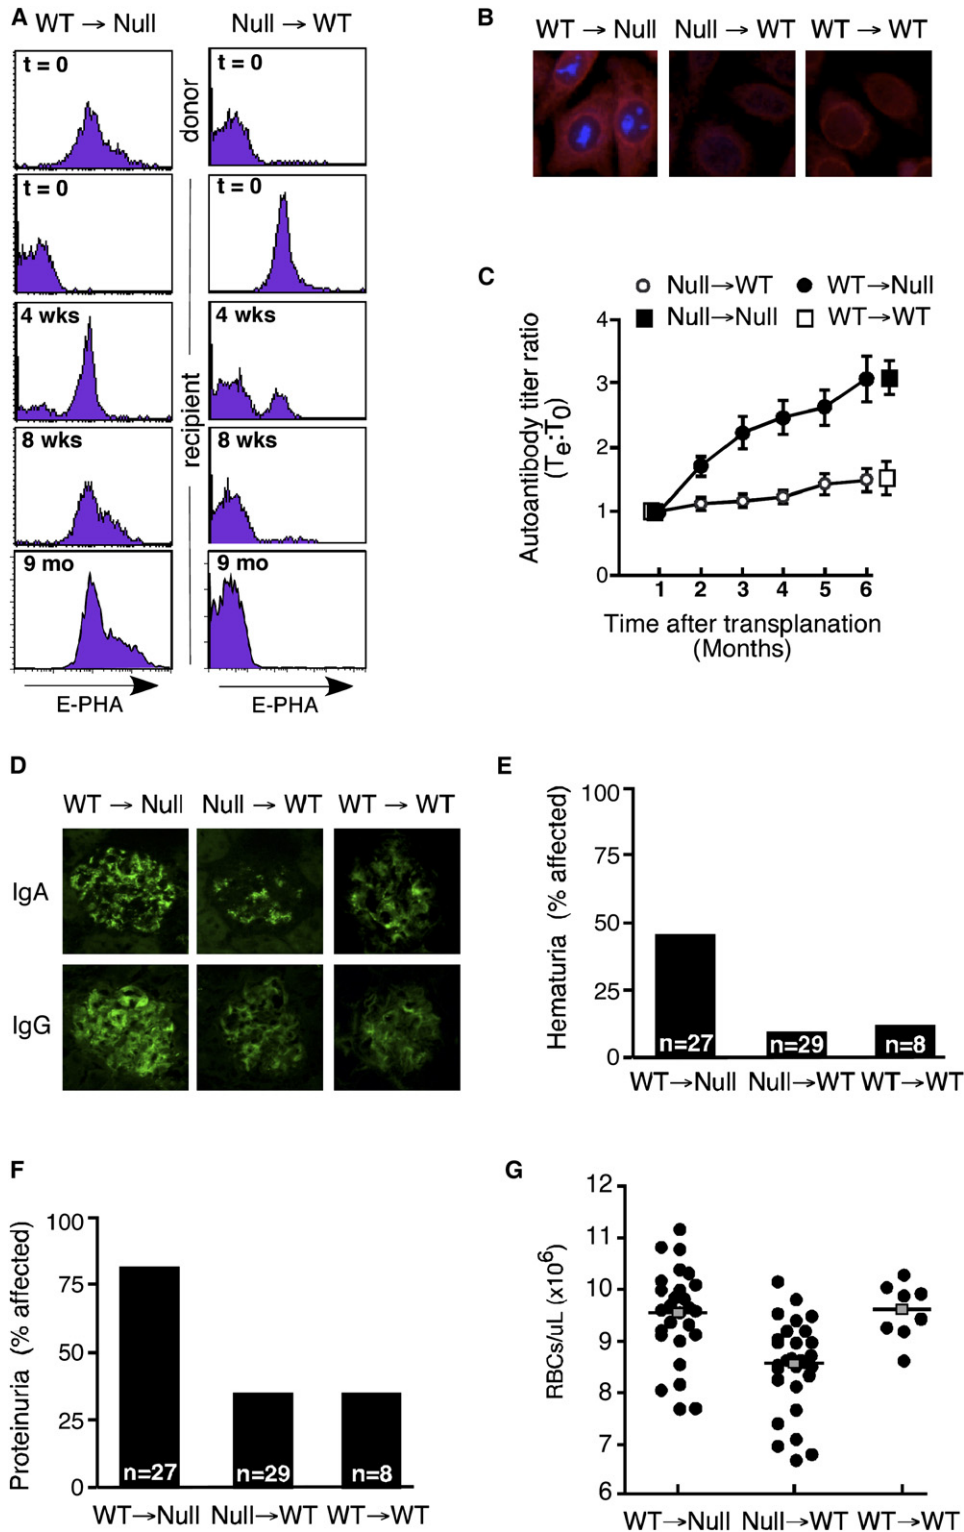 A
WT → Null
Null → WT
t = 0
t = 0
donor
t = 0
t = 0
4 wks
4 wks
recipient
8 wks
8 wks
9 mo
9 mo
E-PHA
E-PHA
B
WT → Null
Null → WT
WT → WT
C
Null→WT
WT→Null
Null→Null
WT→WT
Autoantibody titer ratio
(Te:T0)
4
3
2
1
0
1
2
3
4
5
6
Time after transplanation
(Months)
D
WT → Null
Null → WT
WT → WT
IgA
IgG
E
Hematuria (% affected)
100
75
50
25
0
n=27
n=29
n=8
WT→Null
Null→WT
WT→WT
F
Proteinuria (% affected)
100
75
50
25
0
n=27
n=29
n=8
WT→Null
Null→WT
WT→WT
G
RBCs/uL (x10⁶)
12
11
10
9
8
7
6
WT→Null
Null→WT
WT→WT